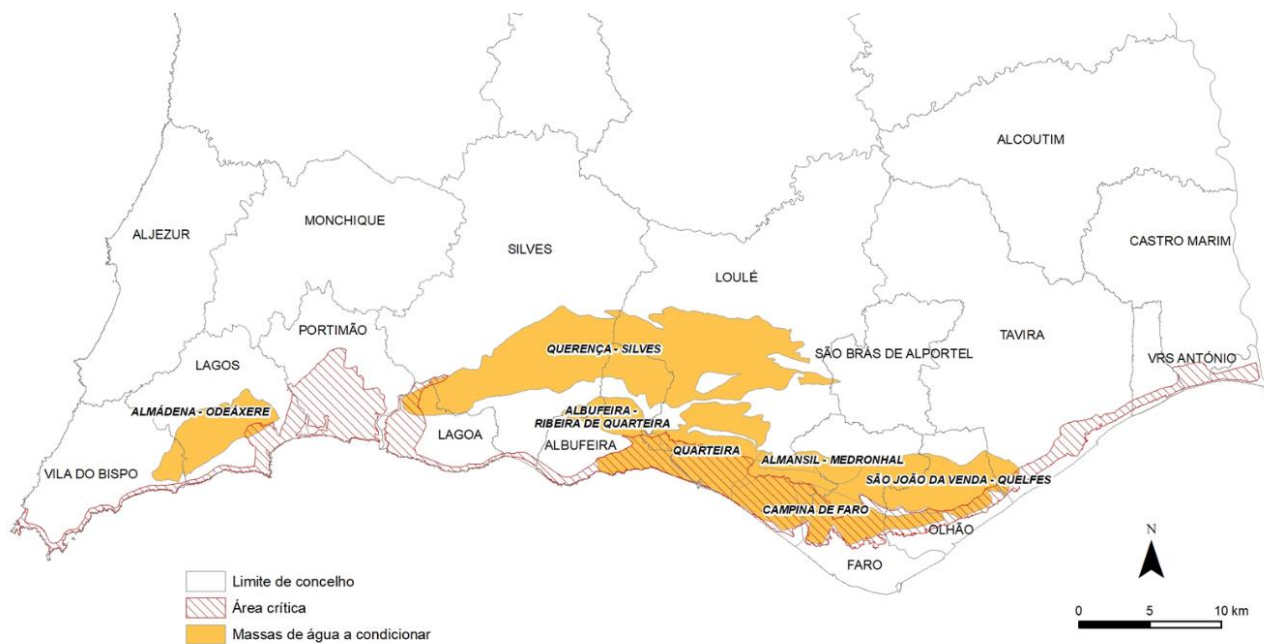 ALCOUTIM
MONCHIQUE
ALJEZUR
CASTRO MARIM
SILVES
LOULÉ
PORTIMÃO
TAVIRA
QUERENÇA - SILVES
SÃO BRÁS DE ALPORTEL
VRS ANTÓNIO
LAGOS
ALMÁDENA - ODEÁXERE
ALBUFEIRA -
RIBEIRA DE QUARTEIRA
LAGOA
ALBUFEIRA
QUARTEIRA
ALMANSIL - MEDRONHAL
VILA DO BISPO
SÃO JOÃO DA VENDA - QUELFES
CAMPINA DE FARO
OLHÃO
FARO
N
Limite de concelho
Área crítica
Massas de água a condicionar
0 5 10 km